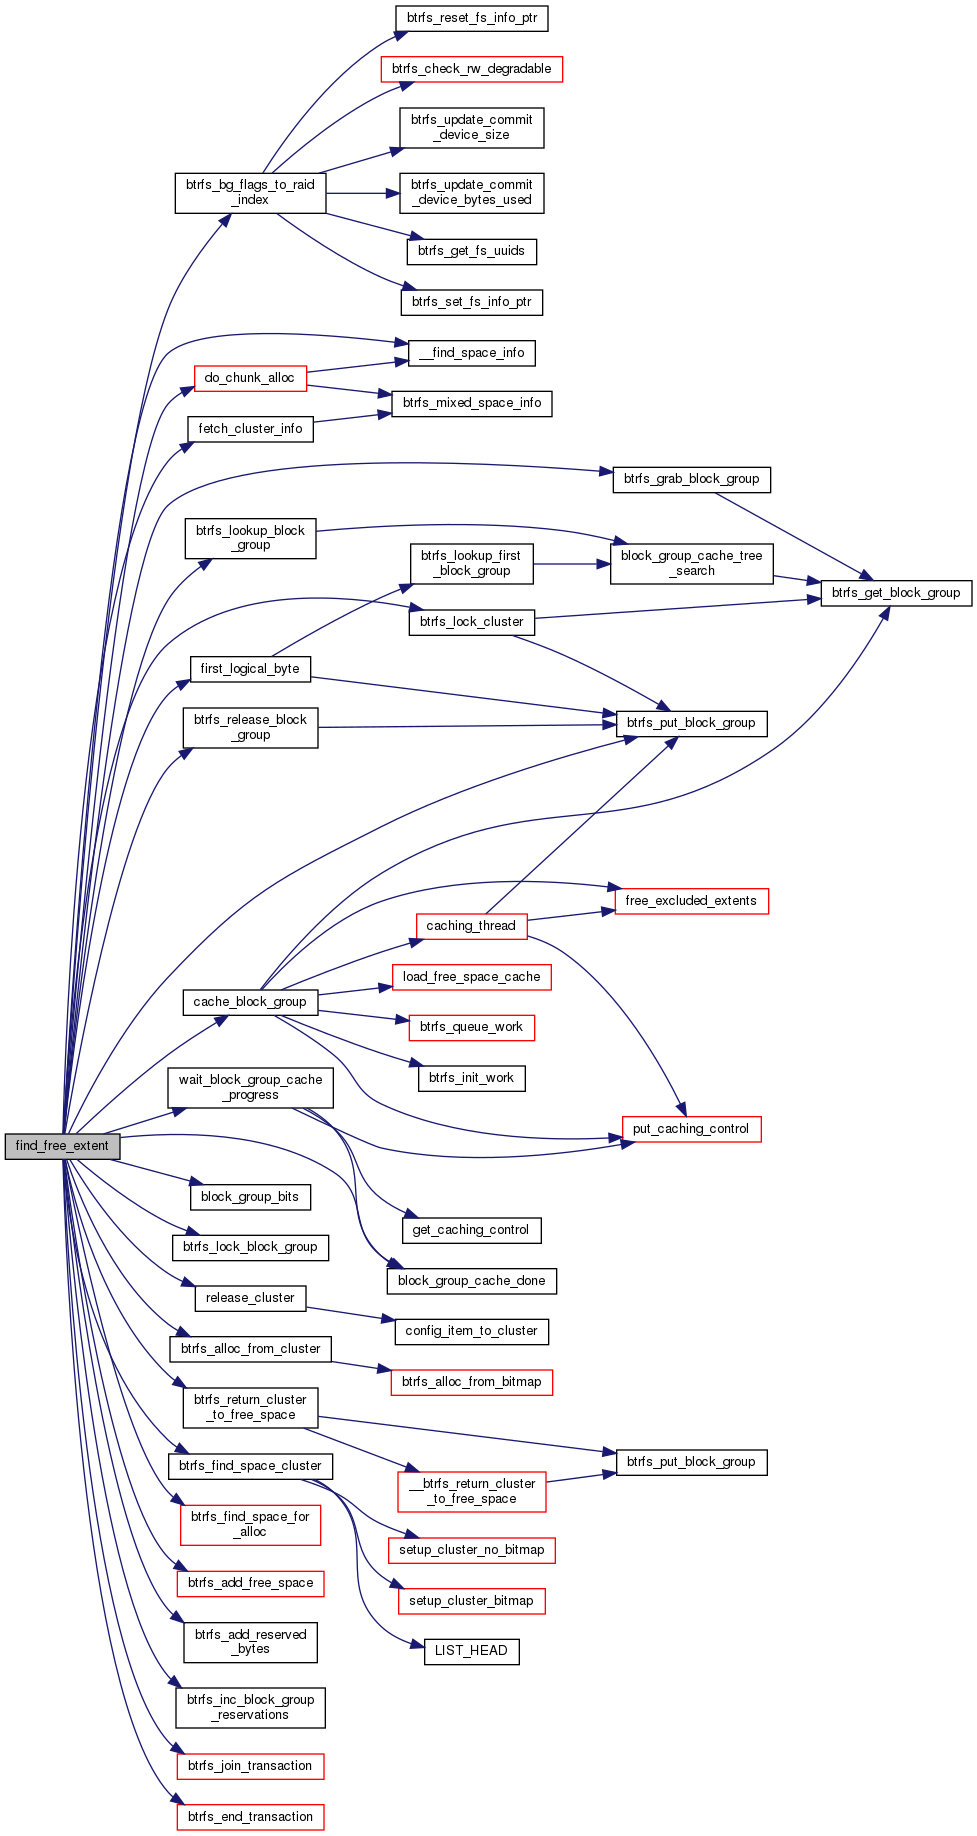 btrfs_reset_fs_info_ptr
btrfs_check_rw_degradable
btrfs_update_commit
_device_size
btrfs_bg_flags_to_raid
_index
btrfs_update_commit
_device_bytes_used
btrfs_get_fs_uuids
btrfs_set_fs_info_ptr
__find_space_info
do_chunk_alloc
btrfs_mixed_space_info
fetch_cluster_info
btrfs_grab_block_group
btrfs_lookup_block
_group
btrfs_lookup_first
_block_group
block_group_cache_tree
_search
btrfs_get_block_group
btrfs_lock_cluster
first_logical_byte
btrfs_release_block
_group
btrfs_put_block_group
free_excluded_extents
caching_thread
load_free_space_cache
cache_block_group
btrfs_queue_work
btrfs_init_work
wait_block_group_cache
_progress
put_caching_control
find_free_extent
block_group_bits
get_caching_control
btrfs_lock_block_group
block_group_cache_done
release_cluster
config_item_to_cluster
btrfs_alloc_from_cluster
btrfs_alloc_from_bitmap
btrfs_return_cluster
_to_free_space
btrfs_find_space_cluster
btrfs_put_block_group
__btrfs_return_cluster
_to_free_space
btrfs_find_space_for
_alloc
setup_cluster_no_bitmap
btrfs_add_free_space
setup_cluster_bitmap
btrfs_add_reserved
_bytes
LIST_HEAD
btrfs_inc_block_group
_reservations
btrfs_join_transaction
btrfs_end_transaction